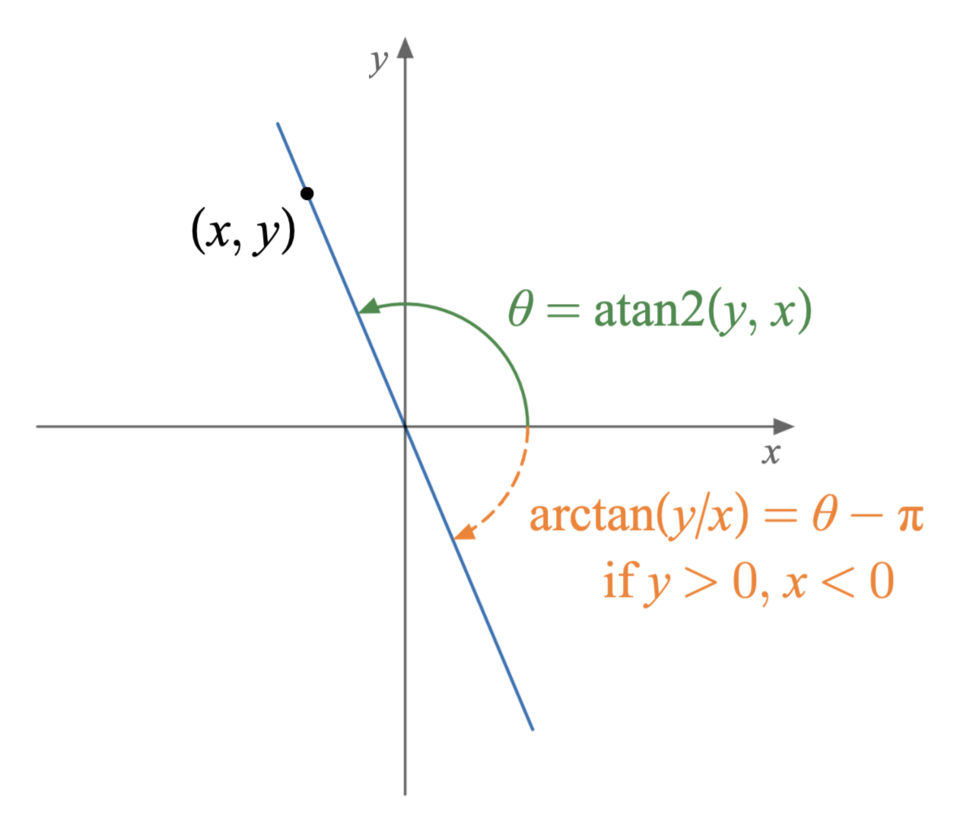 y
(x, y)
θ = atan2(y, x)
x
arctan(y/x) = θ − π
if y > 0, x < 0